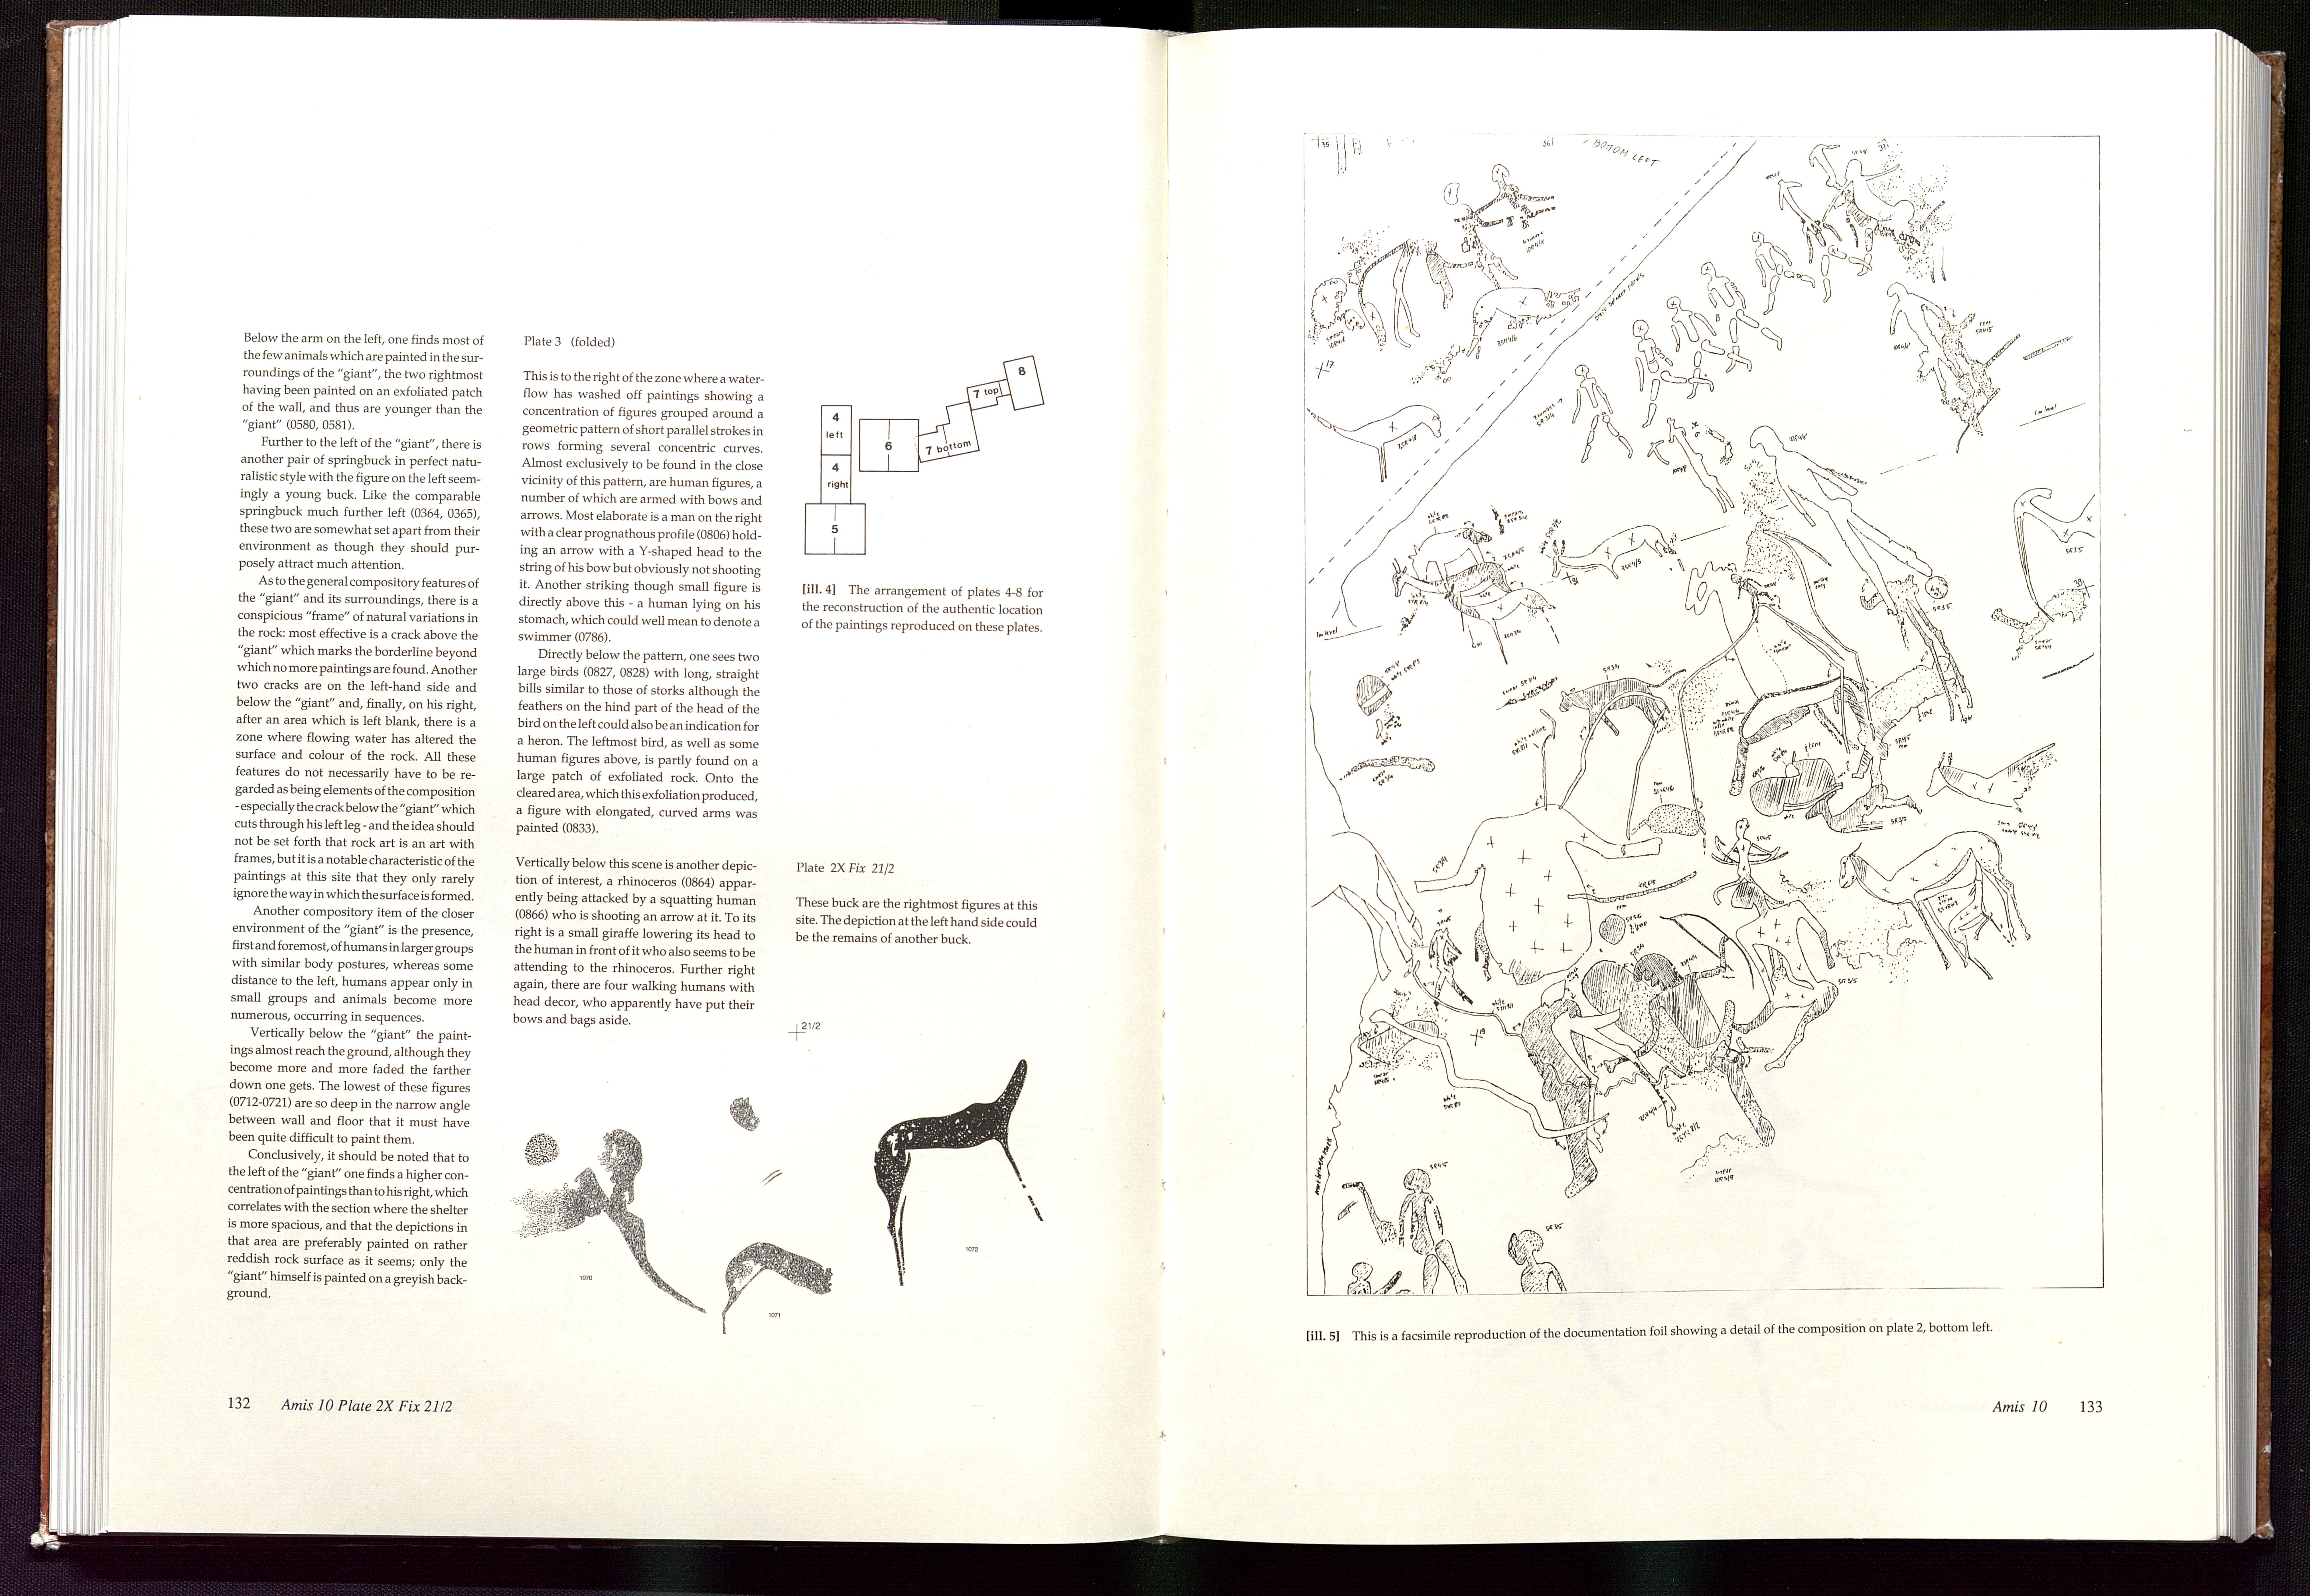 Below the arm on the left, one finds most of
the few animals which are painted in the sur-
roundings of the “giant”, the two rightmost
having been painted on an exfoliated patch
of the wall, and thus are younger than the
“giant” (0580, 0581).
Further to the left of the “giant”, there is
another pair of springbuck in perfect natu-
ralistic style with the figure on the left seem-
ingly a young buck. Like the comparable
springbuck much further left (0364, 0365),
these two are somewhat set apart from their
environment as though they should pur-
posely attract much attention.
As to the general compository features of
the “giant” and its surroundings, there is a
conspicious “frame” of natural variations in
the rock: most effective is a crack above the
“giant” which marks the borderline beyond
which no more paintings are found. Another
two cracks are on the left-hand side and
below the “giant” and, finally, on his right,
after an area which is left blank, there is a
zone where flowing water has altered the
surface and colour of the rock. All these
features do not necessarily have to be re-
garded as being elements of the composition
- especially the crack below the “giant” which
cuts through his left leg - and the idea should
not be set forth that rock art is an art with
frames, but it is a notable characteristic of the
paintings at this site that they only rarely
ignore the way in which the surface is formed.
Another compository item of the closer
environment of the “giant” is the presence,
first and foremost, of humans in larger groups
with similar body postures, whereas some
distance to the left, humans appear only in
small groups and animals become more
numerous, occurring in sequences.
Vertically below the “giant” the paint-
ings almost reach the ground, although they
become more and more faded the farther
down one gets. The lowest of these figures
(0712-0721) are so deep in the narrow angle
between wall and floor that it must have
been quite difficult to paint them.
Conclusively, it should be noted that to
the left of the “giant” one finds a higher con-
centration of paintings than to his right, which
correlates with the section where the shelter
is more spacious, and that the depictions in
that area are preferably painted on rather
reddish rock surface as it seems; only the
“giant” himself is painted on a greyish back-
ground.
Plate 3 (folded)
This is to the right of the zone where a water-
flow has washed off paintings showing a
concentration of figures grouped around a
geometric pattern of short parallel strokes in
rows forming several concentric curves.
Almost exclusively to be found in the close
vicinity of this pattern, are human figures, a
number of which are armed with bows and
arrows. Most elaborate is a man on the right
with a clear prognathous profile (0806) hold-
ing an arrow with a Y-shaped head to the
string of his bow but obviously not shooting
it. Another striking though small figure is
directly above this - a human lying on his
stomach, which could well mean to denote a
swimmer (0786).
Directly below the pattern, one sees two
large birds (0827, 0828) with long, straight
bills similar to those of storks although the
feathers on the hind part of the head of the
bird on the left could also be an indication for
a heron. The leftmost bird, as well as some
human figures above, is partly found on a
large patch of exfoliated rock. Onto the
cleared area, which this exfoliation produced,
a figure with elongated, curved arms was
painted (0833).
Vertically below this scene is another depic-
tion of interest, a rhinoceros (0864) appar-
ently being attacked by a squatting human
(0866) who is shooting an arrow at it. To its
right is a small giraffe lowering its head to
the human in front of it who also seems to be
attending to the rhinoceros. Further right
again, there are four walking humans with
head decor, who apparently have put their
bows and bags aside.
4
left
4
right
5
6
7 bottom
7 top
8
[ill. 4] The arrangement of plates 4-8 for
the reconstruction of the authentic location
of the paintings reproduced on these plates.
Plate 2X Fix 21/2
These buck are the rightmost figures at this
site. The depiction at the left hand side could
be the remains of another buck.
21/2
1070
1071
1072
132 Amis 10 Plate 2X Fix 21/2
35
36
BOTTOM LEFT
1m level
1m level
[ill. 5] This is a facsimile reproduction of the documentation foil showing a detail of the composition on plate 2, bottom left.
Amis 10 133